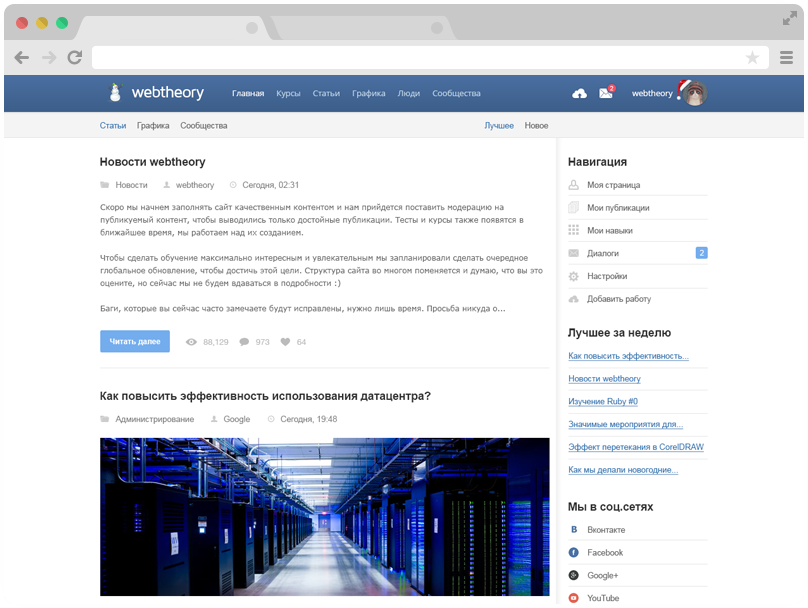 webtheory
Главная Курсы Статьи Графика Люди Сообщества
2
webtheory
Статьи Графика Сообщества
Лучшее Новое
Новости webtheory
Новости webtheory Сегодня, 02:31
Скоро мы начнем заполнять сайт качественным контентом и нам прийдется поставить модерацию на
публикуемый контент, чтобы выводились только достойные публикации. Тесты и курсы также появятся в
ближайшее время, мы работаем над их созданием.
Чтобы сделать обучение максимально интересным и увлекательным мы запланировали сделать очередное
глобальное обновление, чтобы достичь этой цели. Структура сайта во многом поменяется и думаю, что вы это
оцените, но сейчас мы не будем вдаваться в подробности :)
Баги, которые вы сейчас часто замечаете будут исправлены, нужно лишь время. Просьба никуда о...
Читать далее 88,129 973 64
Как повысить эффективность использования датацентра?
Администрирование Google Сегодня, 19:48
Навигация
Моя страница
Мои публикации
Мои навыки
Диалоги 2
Настройки
Добавить работу
Лучшее за неделю
Как повысить эффективность...
Новости webtheory
Изучение Ruby #0
Значимые мероприятия для...
Эффект перетекания в CorelDRAW
Как мы делали новогодние...
Мы в соц.сетях
Вконтакте
Facebook
Google+
YouTube